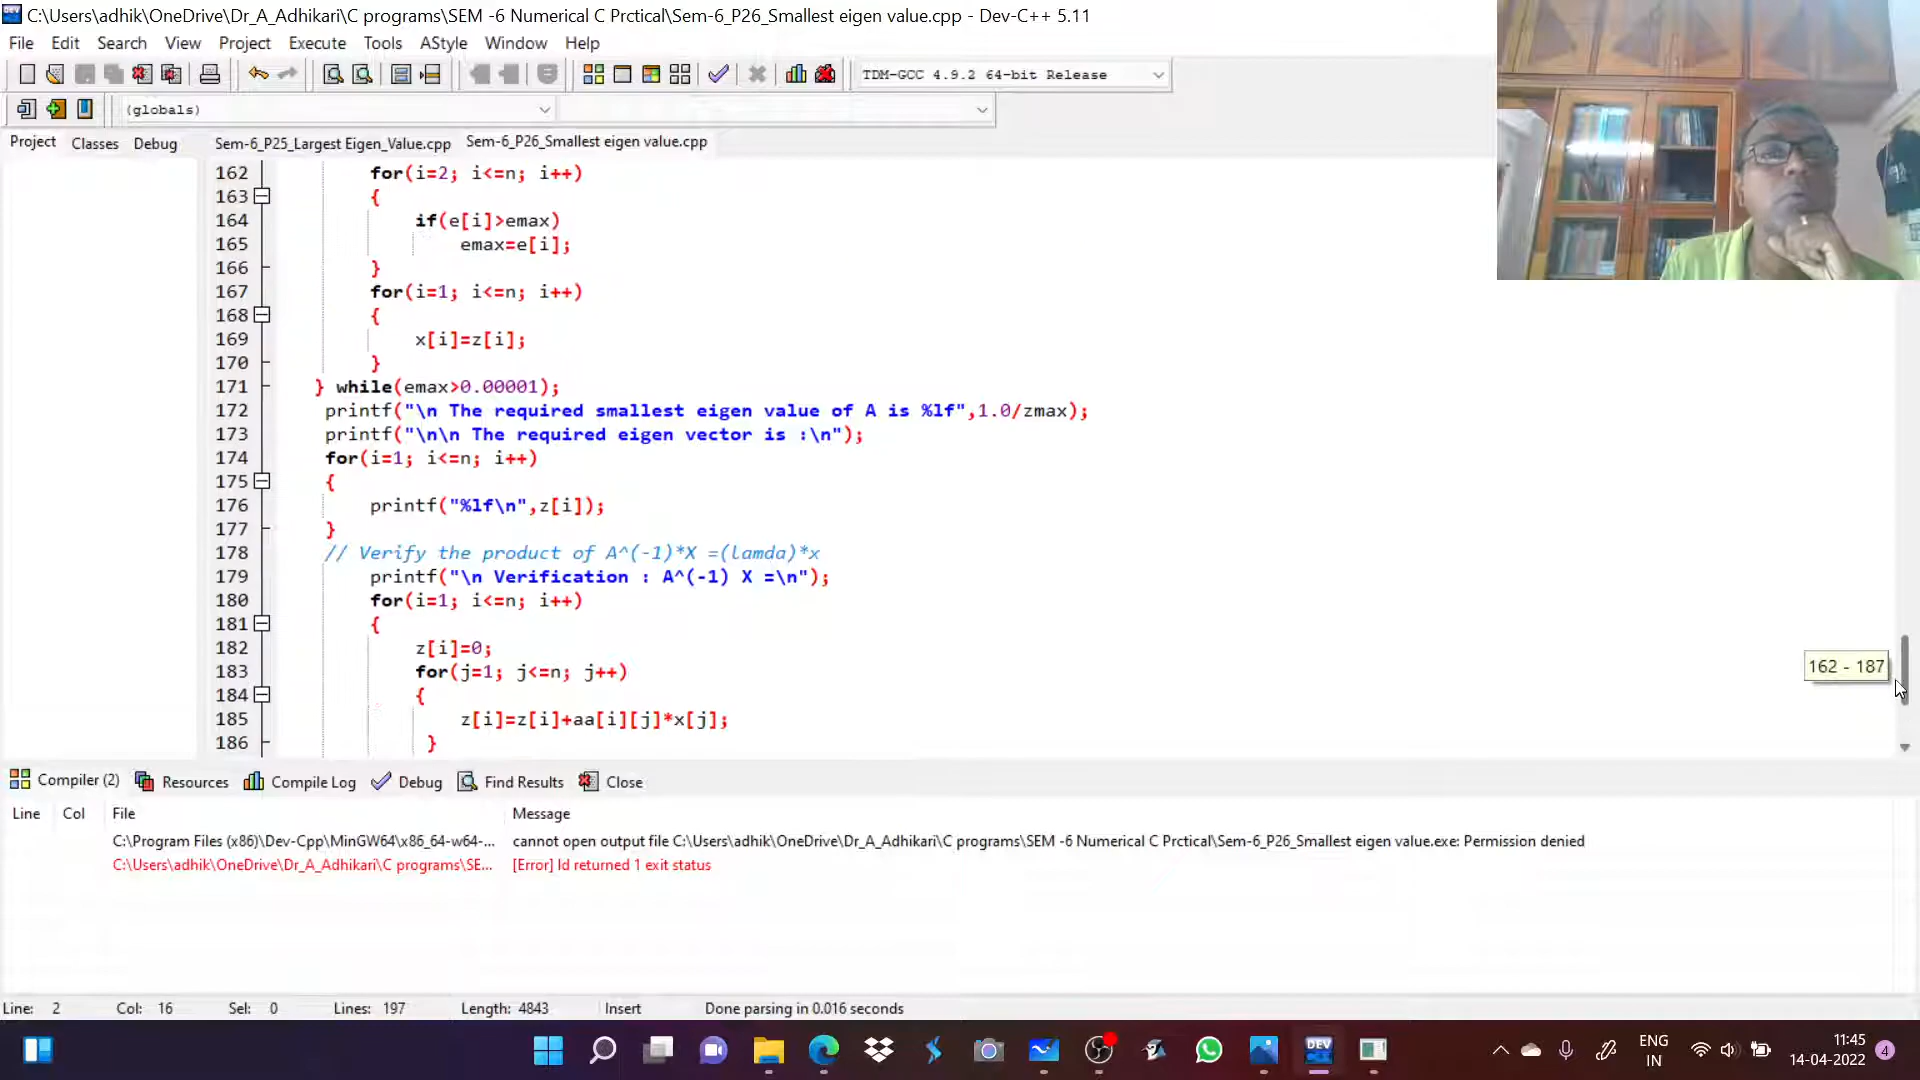 C:\Users\adhik\OneDrive\Dr_A_Adhikari\C programs\SEM -6 Numerical C Prctical\Sem-6_P26_Smallest eigen value.cpp - Dev-C++ 5.11
File Edit Search View Project Execute Tools AStyle Window Help
TDM-GCC 4.9.2 64-bit Release
(globals)
Project Classes Debug Sem-6_P25_Largest Eigen_Value.cpp Sem-6_P26_Smallest eigen value.cpp
162 for(i=2; i<=n; i++)
163 {
164 if(e[i]>emax)
165 emax=e[i];
166 }
167 for(i=1; i<=n; i++)
168 {
169 x[i]=z[i];
170 }
171 } while(emax>0.00001);
172 printf("\n The required smallest eigen value of A is %lf",1.0/zmax);
173 printf("\n\n The required eigen vector is :\n");
174 for(i=1; i<=n; i++)
175 {
176 printf("%lf\n",z[i]);
177 }
178 // Verify the product of A^(-1)*X =(lamda)*x
179 printf("\n Verification : A^(-1) X =\n");
180 for(i=1; i<=n; i++)
181 {
182 z[i]=0;
183 for(j=1; j<=n; j++)
184 {
185 z[i]=z[i]+aa[i][j]*x[j];
186 }
162 - 187
Compiler (2) Resources Compile Log Debug Find Results Close
Line Col File Message
C:\Program Files (x86)\Dev-Cpp\MinGW64\x86_64-w64-... cannot open output file C:\Users\adhik\OneDrive\Dr_A_Adhikari\C programs\SEM -6 Numerical C Prctical\Sem-6_P26_Smallest eigen value.exe: Permission denied
C:\Users\adhik\OneDrive\Dr_A_Adhikari\C programs\SE... [Error] ld returned 1 exit status
Line: 2 Col: 16 Sel: 0 Lines: 197 Length: 4843 Insert Done parsing in 0.016 seconds
DEV
ENG
IN
11:45
14-04-2022
4